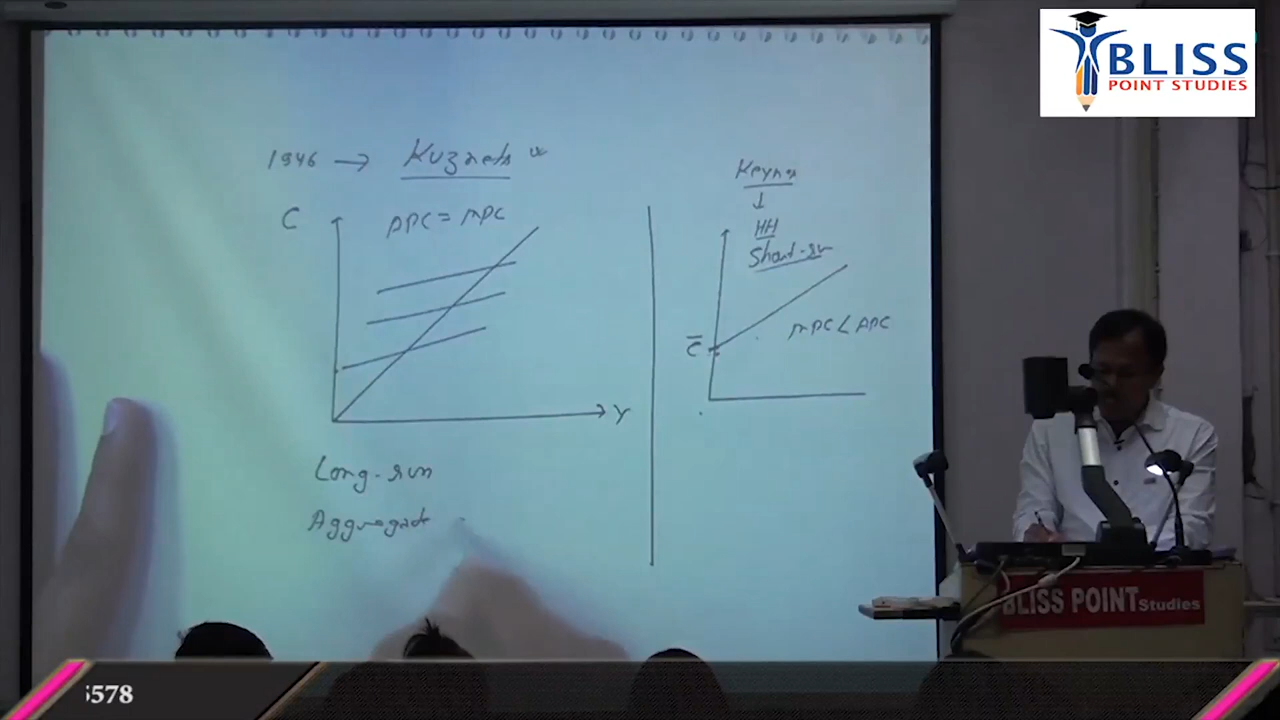 1946 → Kuznets
C
APC = MPC
Y
Long-run
Aggregate
Keynes
↓
HH
Short-run
C̅
MPC < APC
BLISS
POINT STUDIES
BLISS POINT Studies
5578